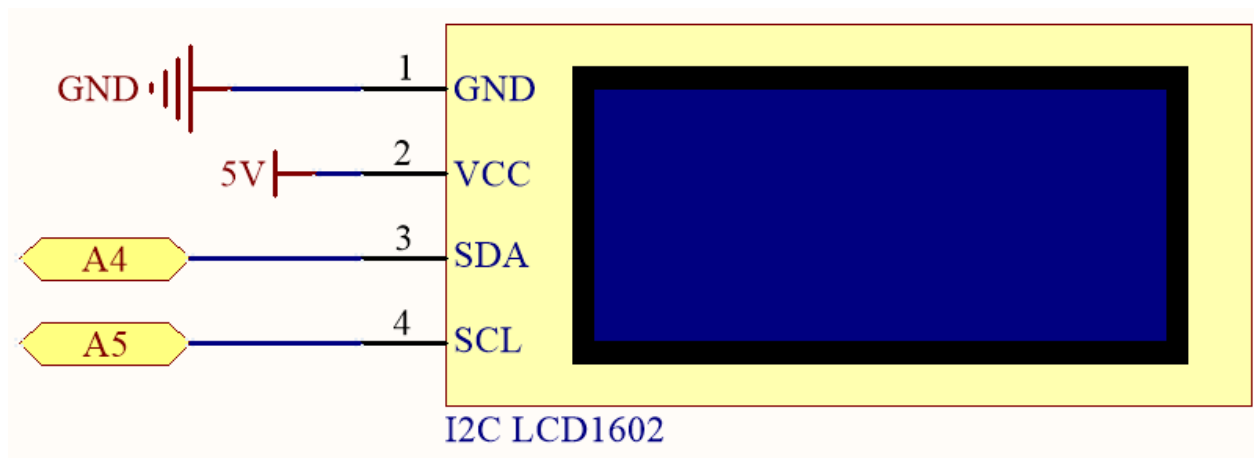 GND 1 GND
5V 2 VCC
A4 3 SDA
A5 4 SCL
I2C LCD1602